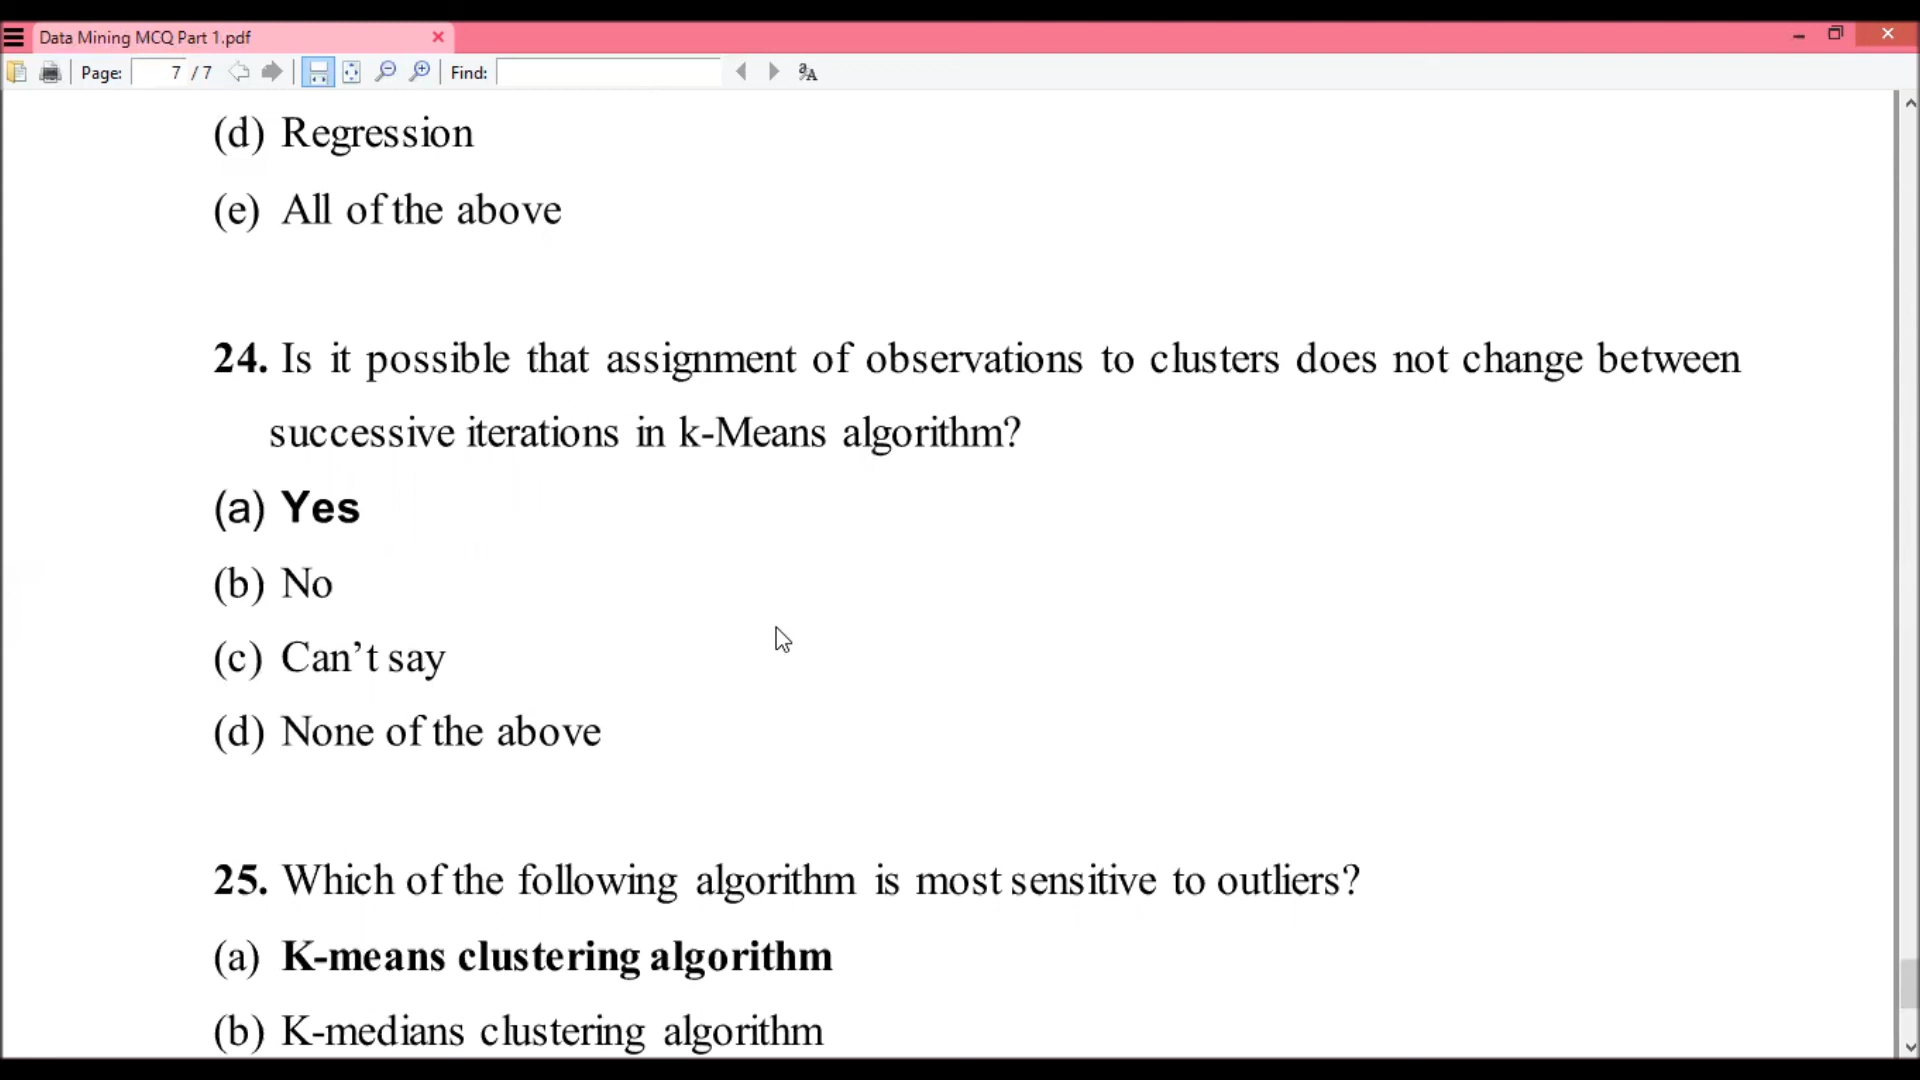 Data Mining MCQ Part 1.pdf
Page: 7 / 7 Find:
(d) Regression
(e) All of the above
24. Is it possible that assignment of observations to clusters does not change between
successive iterations in k-Means algorithm?
(a) Yes
(b) No
(c) Can’t say
(d) None of the above
25. Which of the following algorithm is most sensitive to outliers?
(a) K-means clustering algorithm
(b) K-medians clustering algorithm